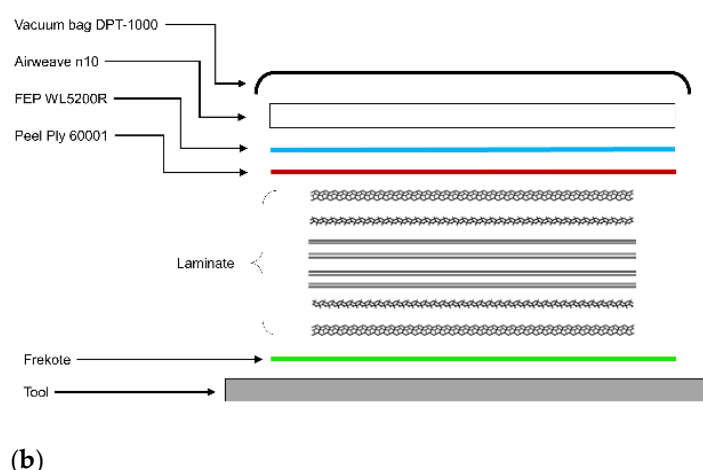 Vacuum bag DPT-1000
Airweave n10
FEP WL5200R
Peel Ply 60001
Laminate
Frekote
Tool
(b)